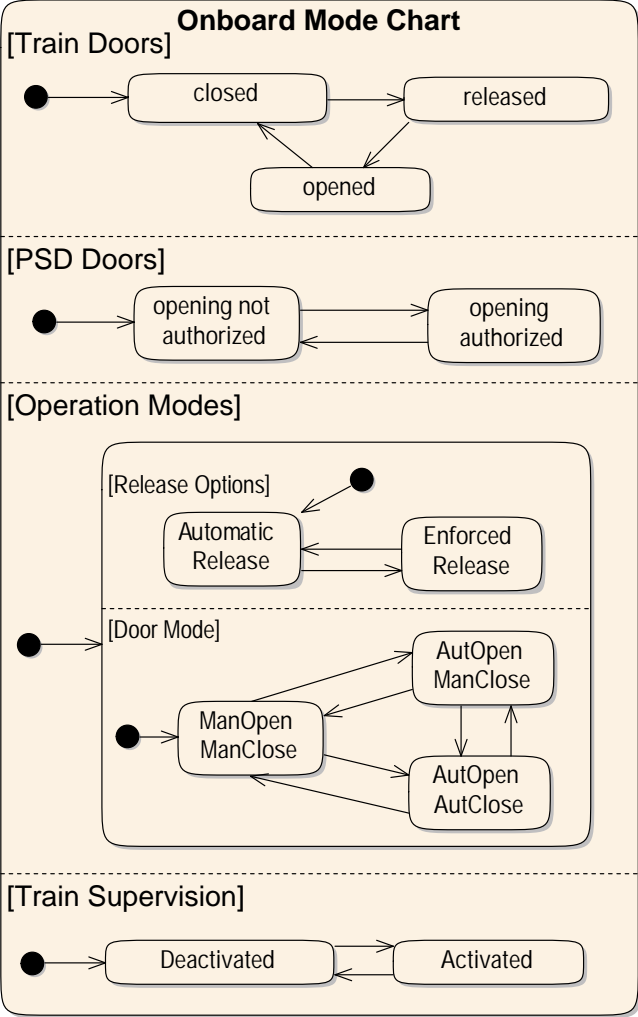 Onboard Mode Chart
[Train Doors]
closed
released
opened
[PSD Doors]
opening not
authorized
opening
authorized
[Operation Modes]
[Release Options]
Automatic
Release
Enforced
Release
[Door Mode]
AutOpen
ManClose
ManOpen
ManClose
AutOpen
AutClose
[Train Supervision]
Deactivated
Activated